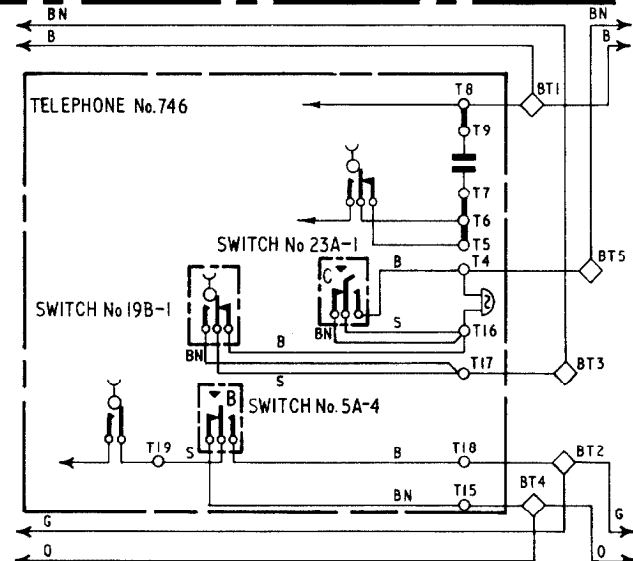 BN BN
B B
TELEPHONE No.746 T8 BT1
T9
T7
T6
SWITCH No 23A-1 T5
B T4 BT5
C
SWITCH No 19B-1
S
BN T16
B
BN T17 BT3
S
B SWITCH No.5A-4
T19 S B T18 BT2
BT4
BN T15
G G
O O